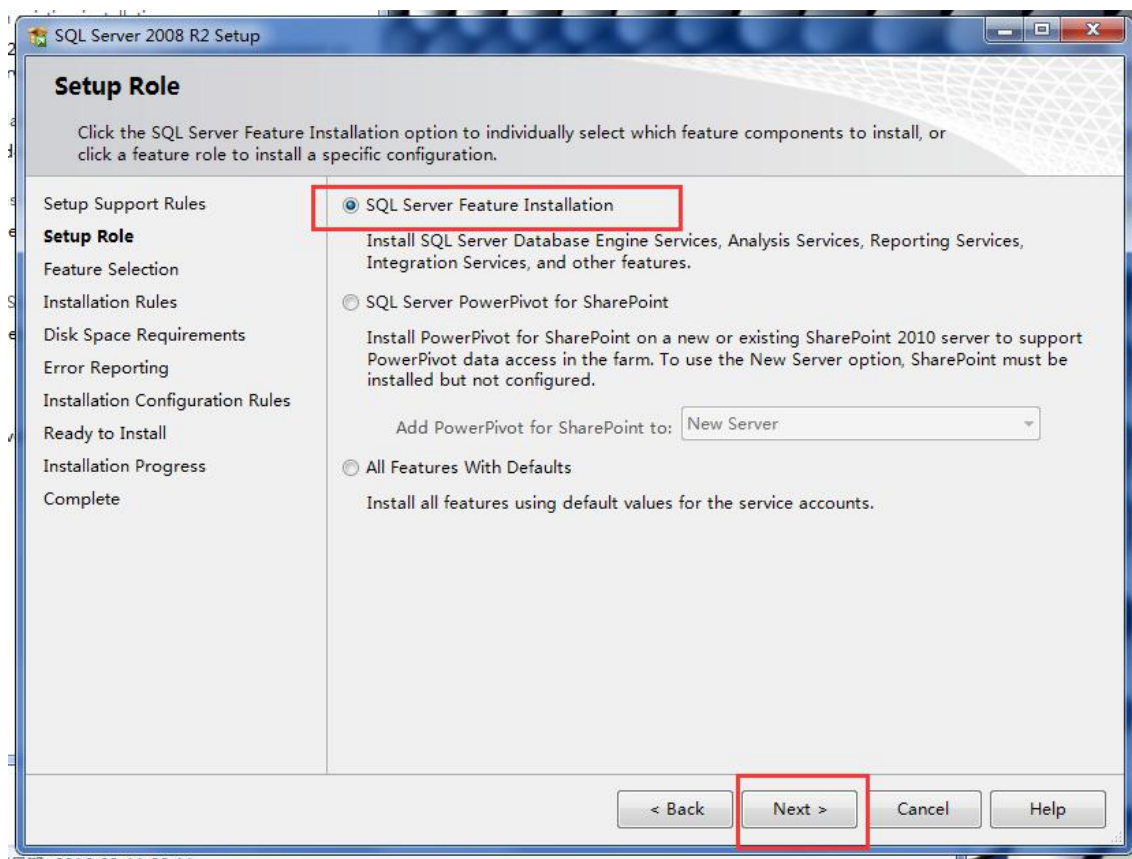 SQL Server 2008 R2 Setup
Setup Role
Click the SQL Server Feature Installation option to individually select which feature components to install, or
click a feature role to install a specific configuration.
Setup Support Rules
Setup Role
Feature Selection
Installation Rules
Disk Space Requirements
Error Reporting
Installation Configuration Rules
Ready to Install
Installation Progress
Complete
SQL Server Feature Installation
Install SQL Server Database Engine Services, Analysis Services, Reporting Services,
Integration Services, and other features.
SQL Server PowerPivot for SharePoint
Install PowerPivot for SharePoint on a new or existing SharePoint 2010 server to support
PowerPivot data access in the farm. To use the New Server option, SharePoint must be
installed but not configured.
Add PowerPivot for SharePoint to: New Server
All Features With Defaults
Install all features using default values for the service accounts.
< Back Next > Cancel Help